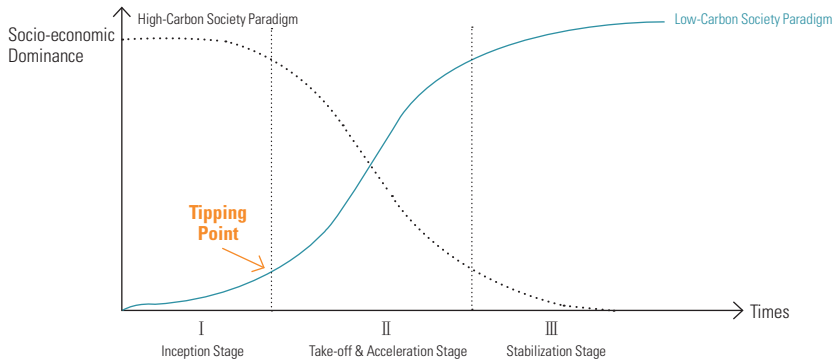 High-Carbon Society Paradigm
Low-Carbon Society Paradigm
Socio-economic
Dominance
Tipping
Point
Times
I
II
III
Inception Stage
Take-off & Acceleration Stage
Stabilization Stage